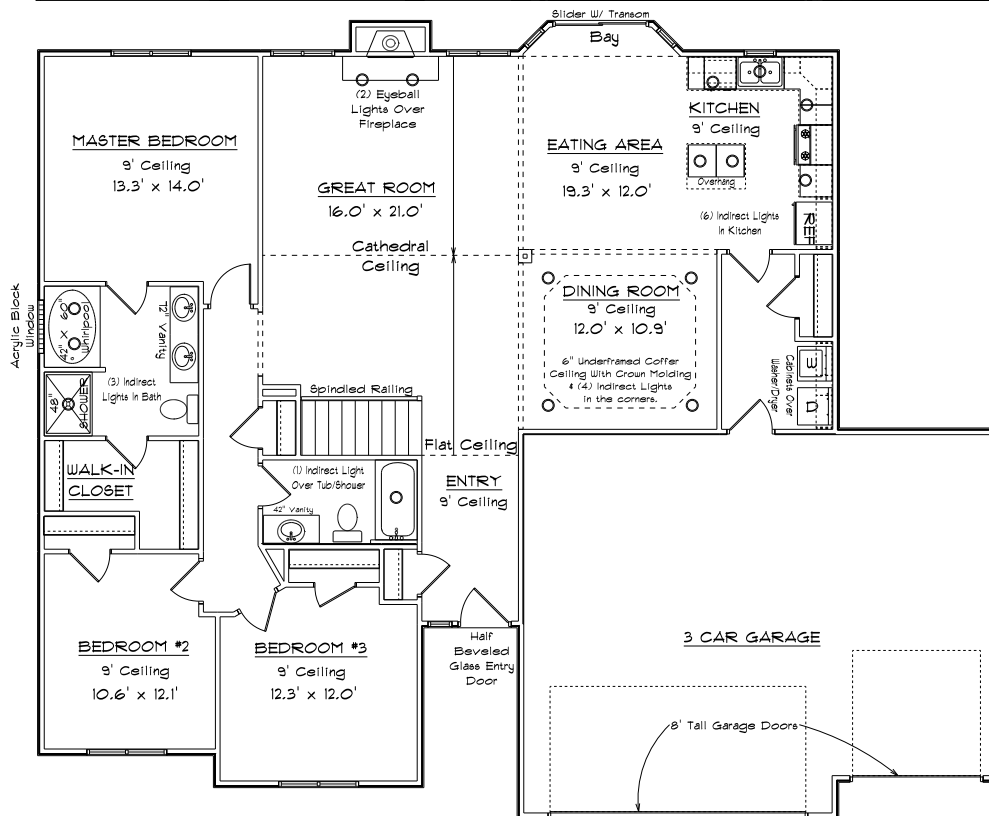 Slider W/ Transom
Bay
(2) Eyeball
Lights Over
Fireplace
MASTER BEDROOM
9' Ceiling
13.3' x 14.0'
GREAT ROOM
16.0' x 21.0'
Cathedral
Ceiling
EATING AREA
9' Ceiling
19.3' x 12.0'
KITCHEN
9' Ceiling
Overhang
(6) Indirect Lights
in Kitchen
REF
DINING ROOM
9' Ceiling
12.0' x 10.9'
6" Underframed Coffer
Ceiling With Crown Molding
& (4) Indirect Lights
in the corners.
Acrylic Block
Window
42" x 60"
Whirlpool
72" Vanity
(3) Indirect
Lights in Bath
48"
SHOWER
Cabinets Over
Washer/Dryer
W
D
Spindled Railing
Flat Ceiling
WALK-IN
CLOSET
(1) Indirect Light
Over Tub/Shower
42" Vanity
ENTRY
9' Ceiling
BEDROOM #2
9' Ceiling
10.6' x 12.1'
BEDROOM #3
9' Ceiling
12.3' x 12.0'
Half
Beveled
Glass Entry
Door
3 CAR GARAGE
8' Tall Garage Doors